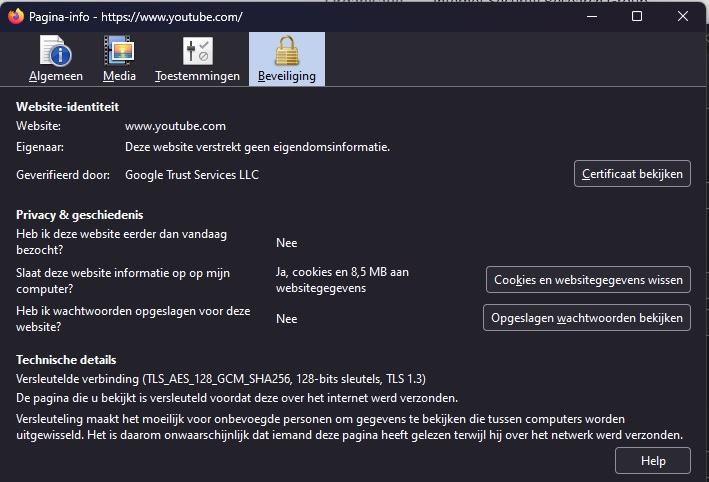 Pagina-info - https://www.youtube.com/
Algemeen Media Toestemmingen Beveiliging
Website-identiteit
Website: www.youtube.com
Eigenaar: Deze website verstrekt geen eigendomsinformatie.
Geverifieerd door: Google Trust Services LLC Certificaat bekijken
Privacy & geschiedenis
Heb ik deze website eerder dan vandaag
bezocht? Nee
Slaat deze website informatie op op mijn
computer? Ja, cookies en 8,5 MB aan
websitegegevens Cookies en websitegegevens wissen
Heb ik wachtwoorden opgeslagen voor deze
website? Nee Opgeslagen wachtwoorden bekijken
Technische details
Versleutelde verbinding (TLS_AES_128_GCM_SHA256, 128-bits sleutels, TLS 1.3)
De pagina die u bekijkt is versleuteld voordat deze over het internet werd verzonden.
Versleuteling maakt het moeilijk voor onbevoegde personen om gegevens te bekijken die tussen computers worden
uitgewisseld. Het is daarom onwaarschijnlijk dat iemand deze pagina heeft gelezen terwijl hij over het netwerk werd verzonden.
Help